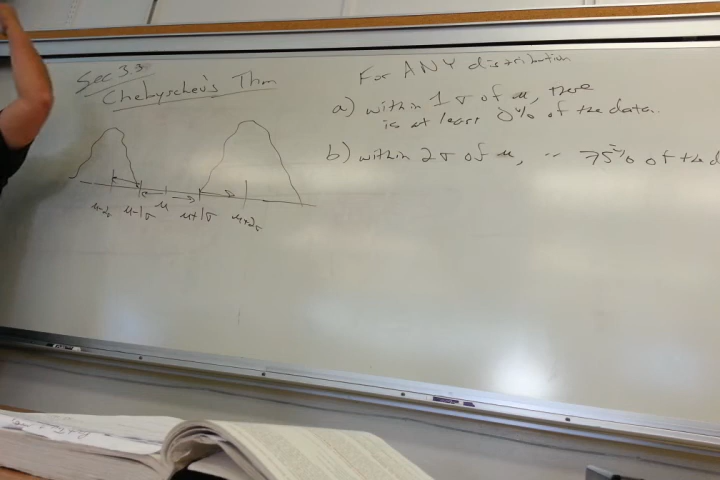 Sec 3.3
Chebyschev's Thm
For ANY distribution
a) within 1 σ of μ, there
is at least 0% of the data.
b) within 2 σ of μ, -- 75% of the d
μ-2σ μ-1σ μ μ+1σ μ+2σ